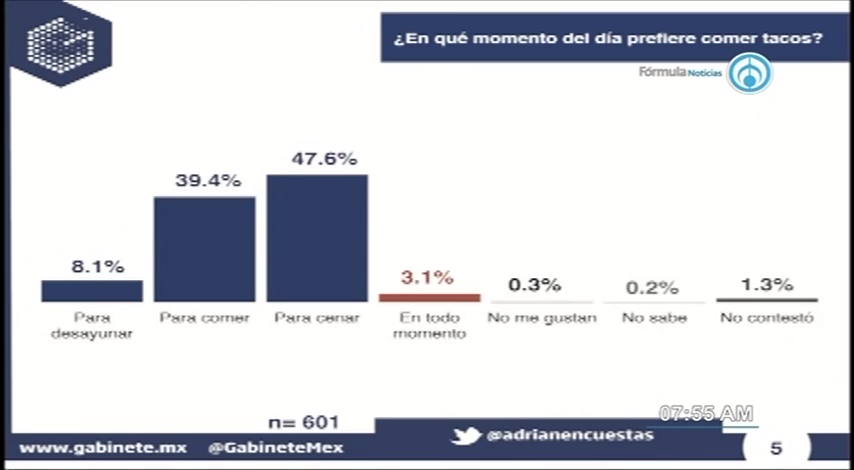 ¿En qué momento del día prefiere comer tacos?
Fórmula Noticias
47.6%
39.4%
8.1%
3.1%
0.3%
0.2%
1.3%
Para desayunar
Para comer
Para cenar
En todo momento
No me gustan
No sabe
No contestó
n= 601
07:55 AM
www.gabinete.mx @GabineteMex
@adrianencuestas
5